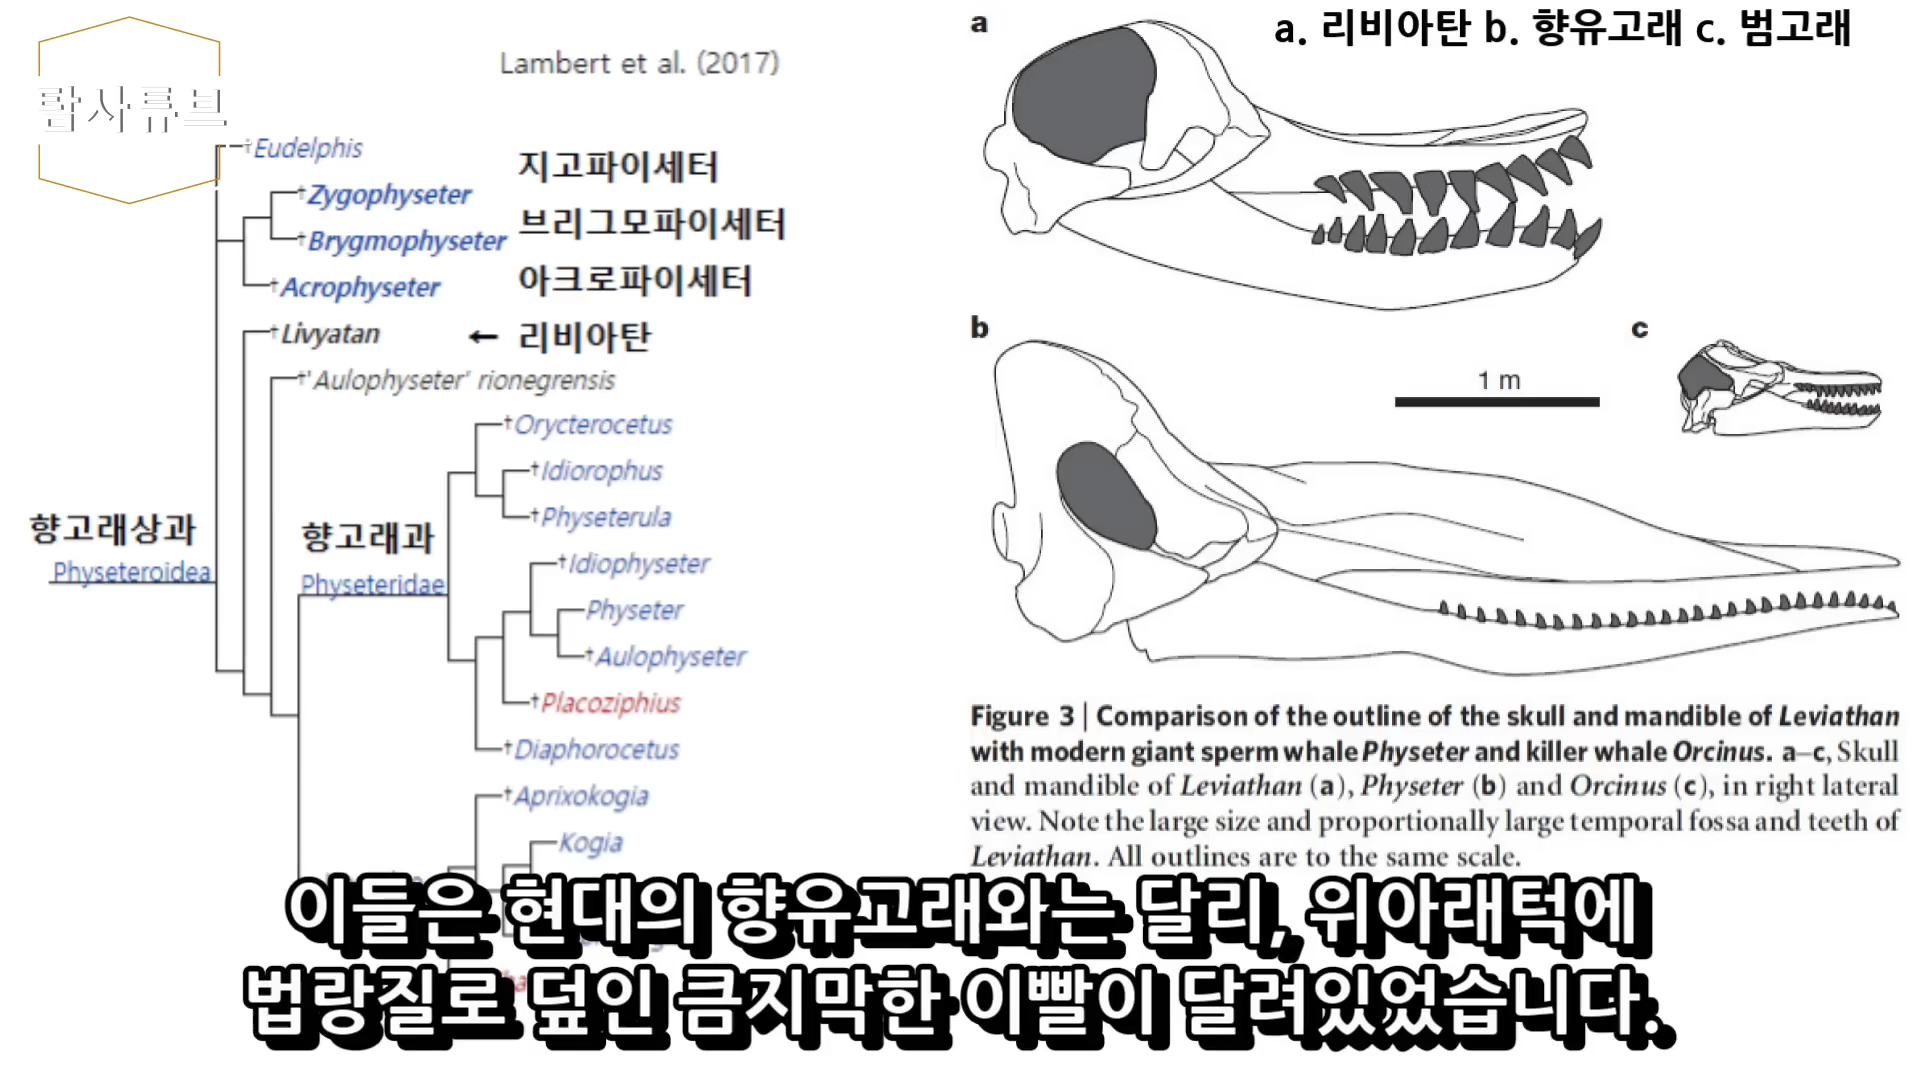 탐사튜브
Lambert et al. (2017)
†Eudelphis
†Zygophyseter
지고파이세터
†Brygmophyseter
브리그모파이세터
†Acrophyseter
아크로파이세터
†Livyatan ← 리비아탄
†'Aulophyseter' rionegrensis
†Orycterocetus
†Idiorophus
†Physeterula
향고래상과
Physeteroidea
향고래과
Physeteridae
†Idiophyseter
Physeter
†Aulophyseter
†Placoziphius
†Diaphorocetus
†Aprixokogia
Kogia
a
a. 리비아탄 b. 향유고래 c. 범고래
b
c
1 m
Figure 3 | Comparison of the outline of the skull and mandible of Leviathan
with modern giant sperm whale Physeter and killer whale Orcinus. a–c, Skull
and mandible of Leviathan (a), Physeter (b) and Orcinus (c), in right lateral
view. Note the large size and proportionally large temporal fossa and teeth of
Leviathan. All outlines are to the same scale.
이들은 현대의 향유고래와는 달리, 위아래턱에
법랑질로 덮인 큼지막한 이빨이 달려있었습니다.